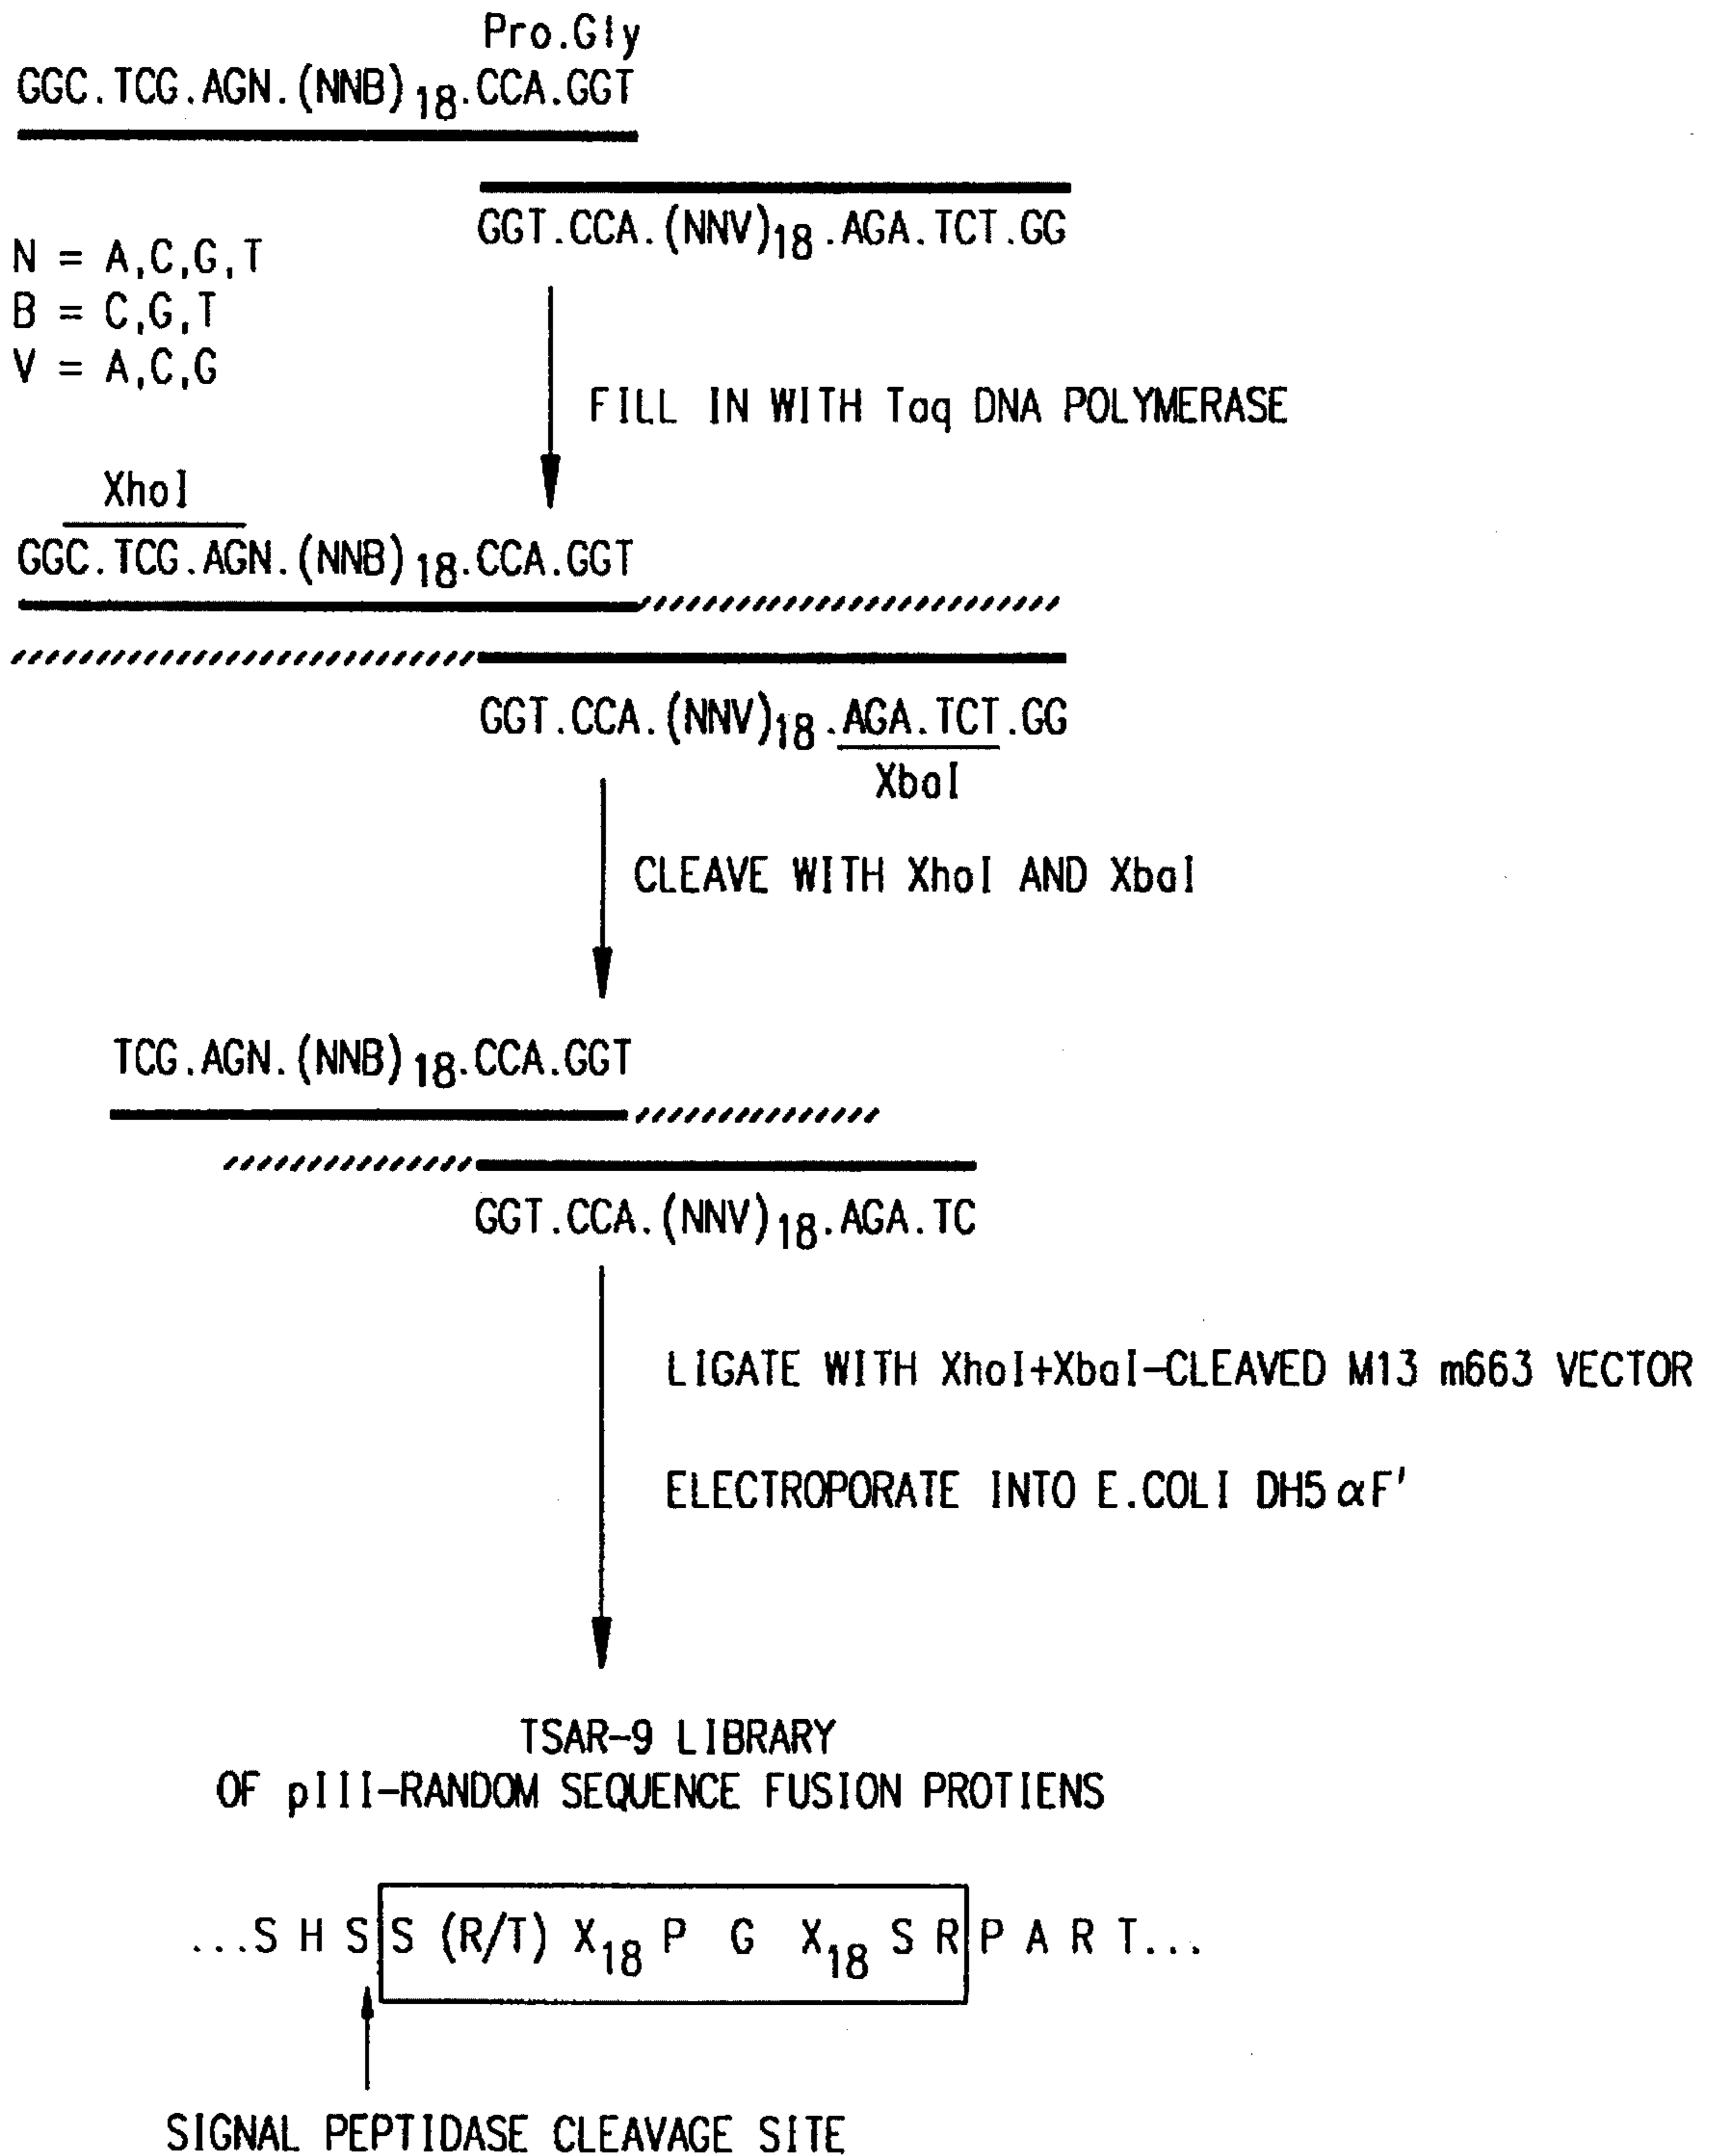 Pro.Gly
GGC.TCG.AGN.(NNB)18.CCA.GGT
GGT.CCA.(NNV)18.AGA.TCT.GG
N = A,C,G,T
B = C,G,T
V = A,C,G
FILL IN WITH Taq DNA POLYMERASE
XhoI
GGC.TCG.AGN.(NNB)18.CCA.GGT
GGT.CCA.(NNV)18.AGA.TCT.GG
XbaI
CLEAVE WITH XhoI AND XbaI
TCG.AGN.(NNB)18.CCA.GGT
GGT.CCA.(NNV)18.AGA.TC
LIGATE WITH XhoI+XbaI-CLEAVED M13 m663 VECTOR
ELECTROPORATE INTO E.COLI DH5αF'
TSAR-9 LIBRARY
OF pIII-RANDOM SEQUENCE FUSION PROTIENS
...S H S S (R/T) X18 P G X18 S R P A R T...
SIGNAL PEPTIDASE CLEAVAGE SITE